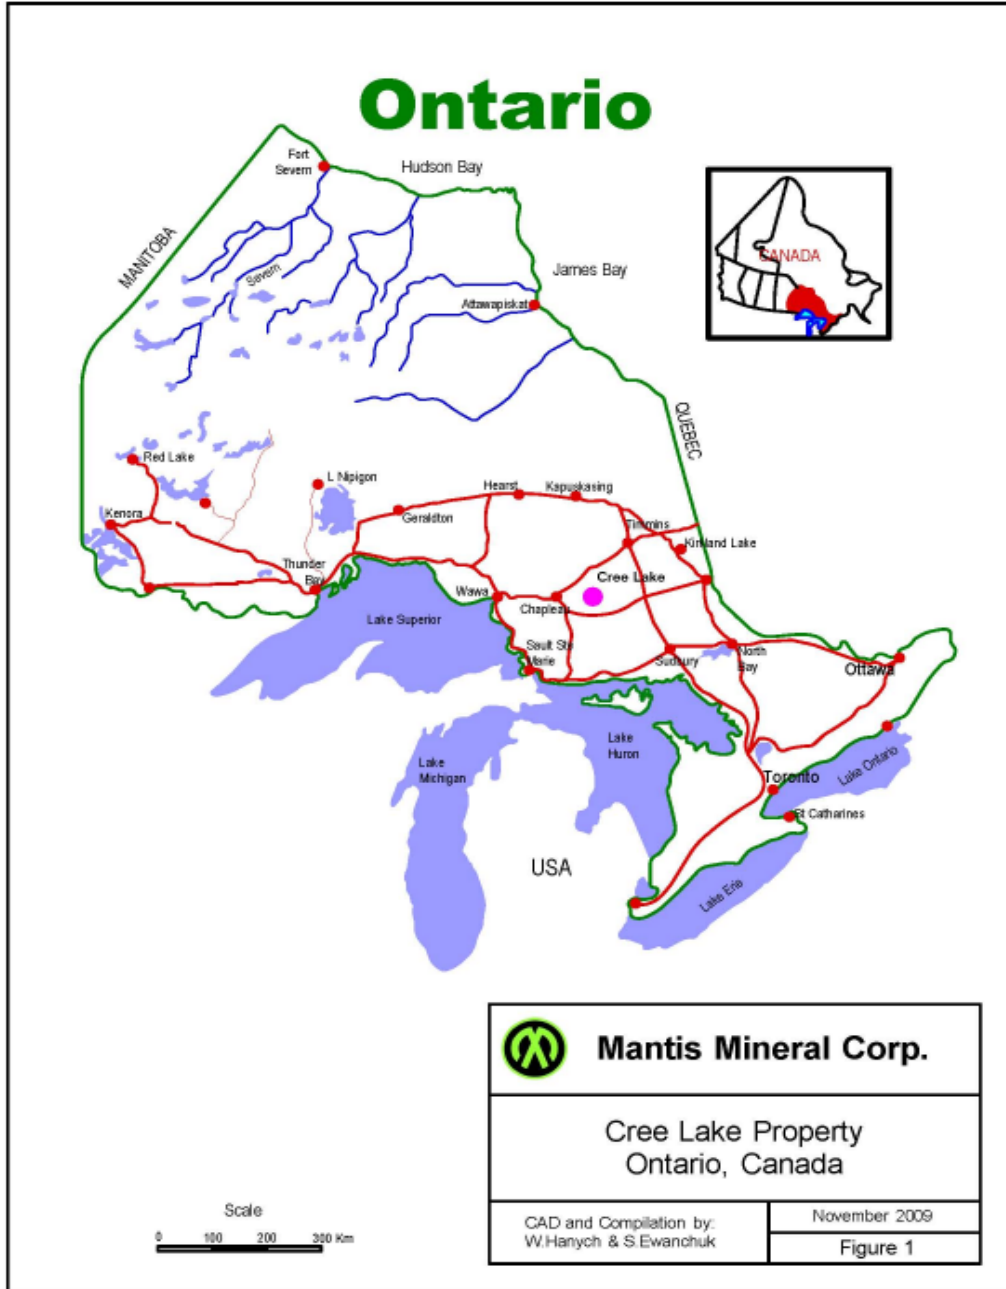 Ontario
Fort
Severn
Hudson Bay
MANITOBA
Severn
James Bay
Attawapiskat
CANADA
QUEBEC
Red Lake
L Nipigon
Hearst
Kapuskasing
Kenora
Geraldton
Timmins
Kirkland Lake
Thunder
Bay
Cree Lake
Wawa
Chapleau
Lake Superior
Sault Ste
Marie
Sudbury
North
Bay
Ottawa
Lake
Huron
Lake
Michigan
Toronto
Lake Ontario
St Catharines
USA
Lake Erie
Mantis Mineral Corp.
Cree Lake Property
Ontario, Canada
CAD and Compilation by:
W.Hanych & S.Ewanchuk
November 2009
Figure 1
Scale
0 100 200 300 Km